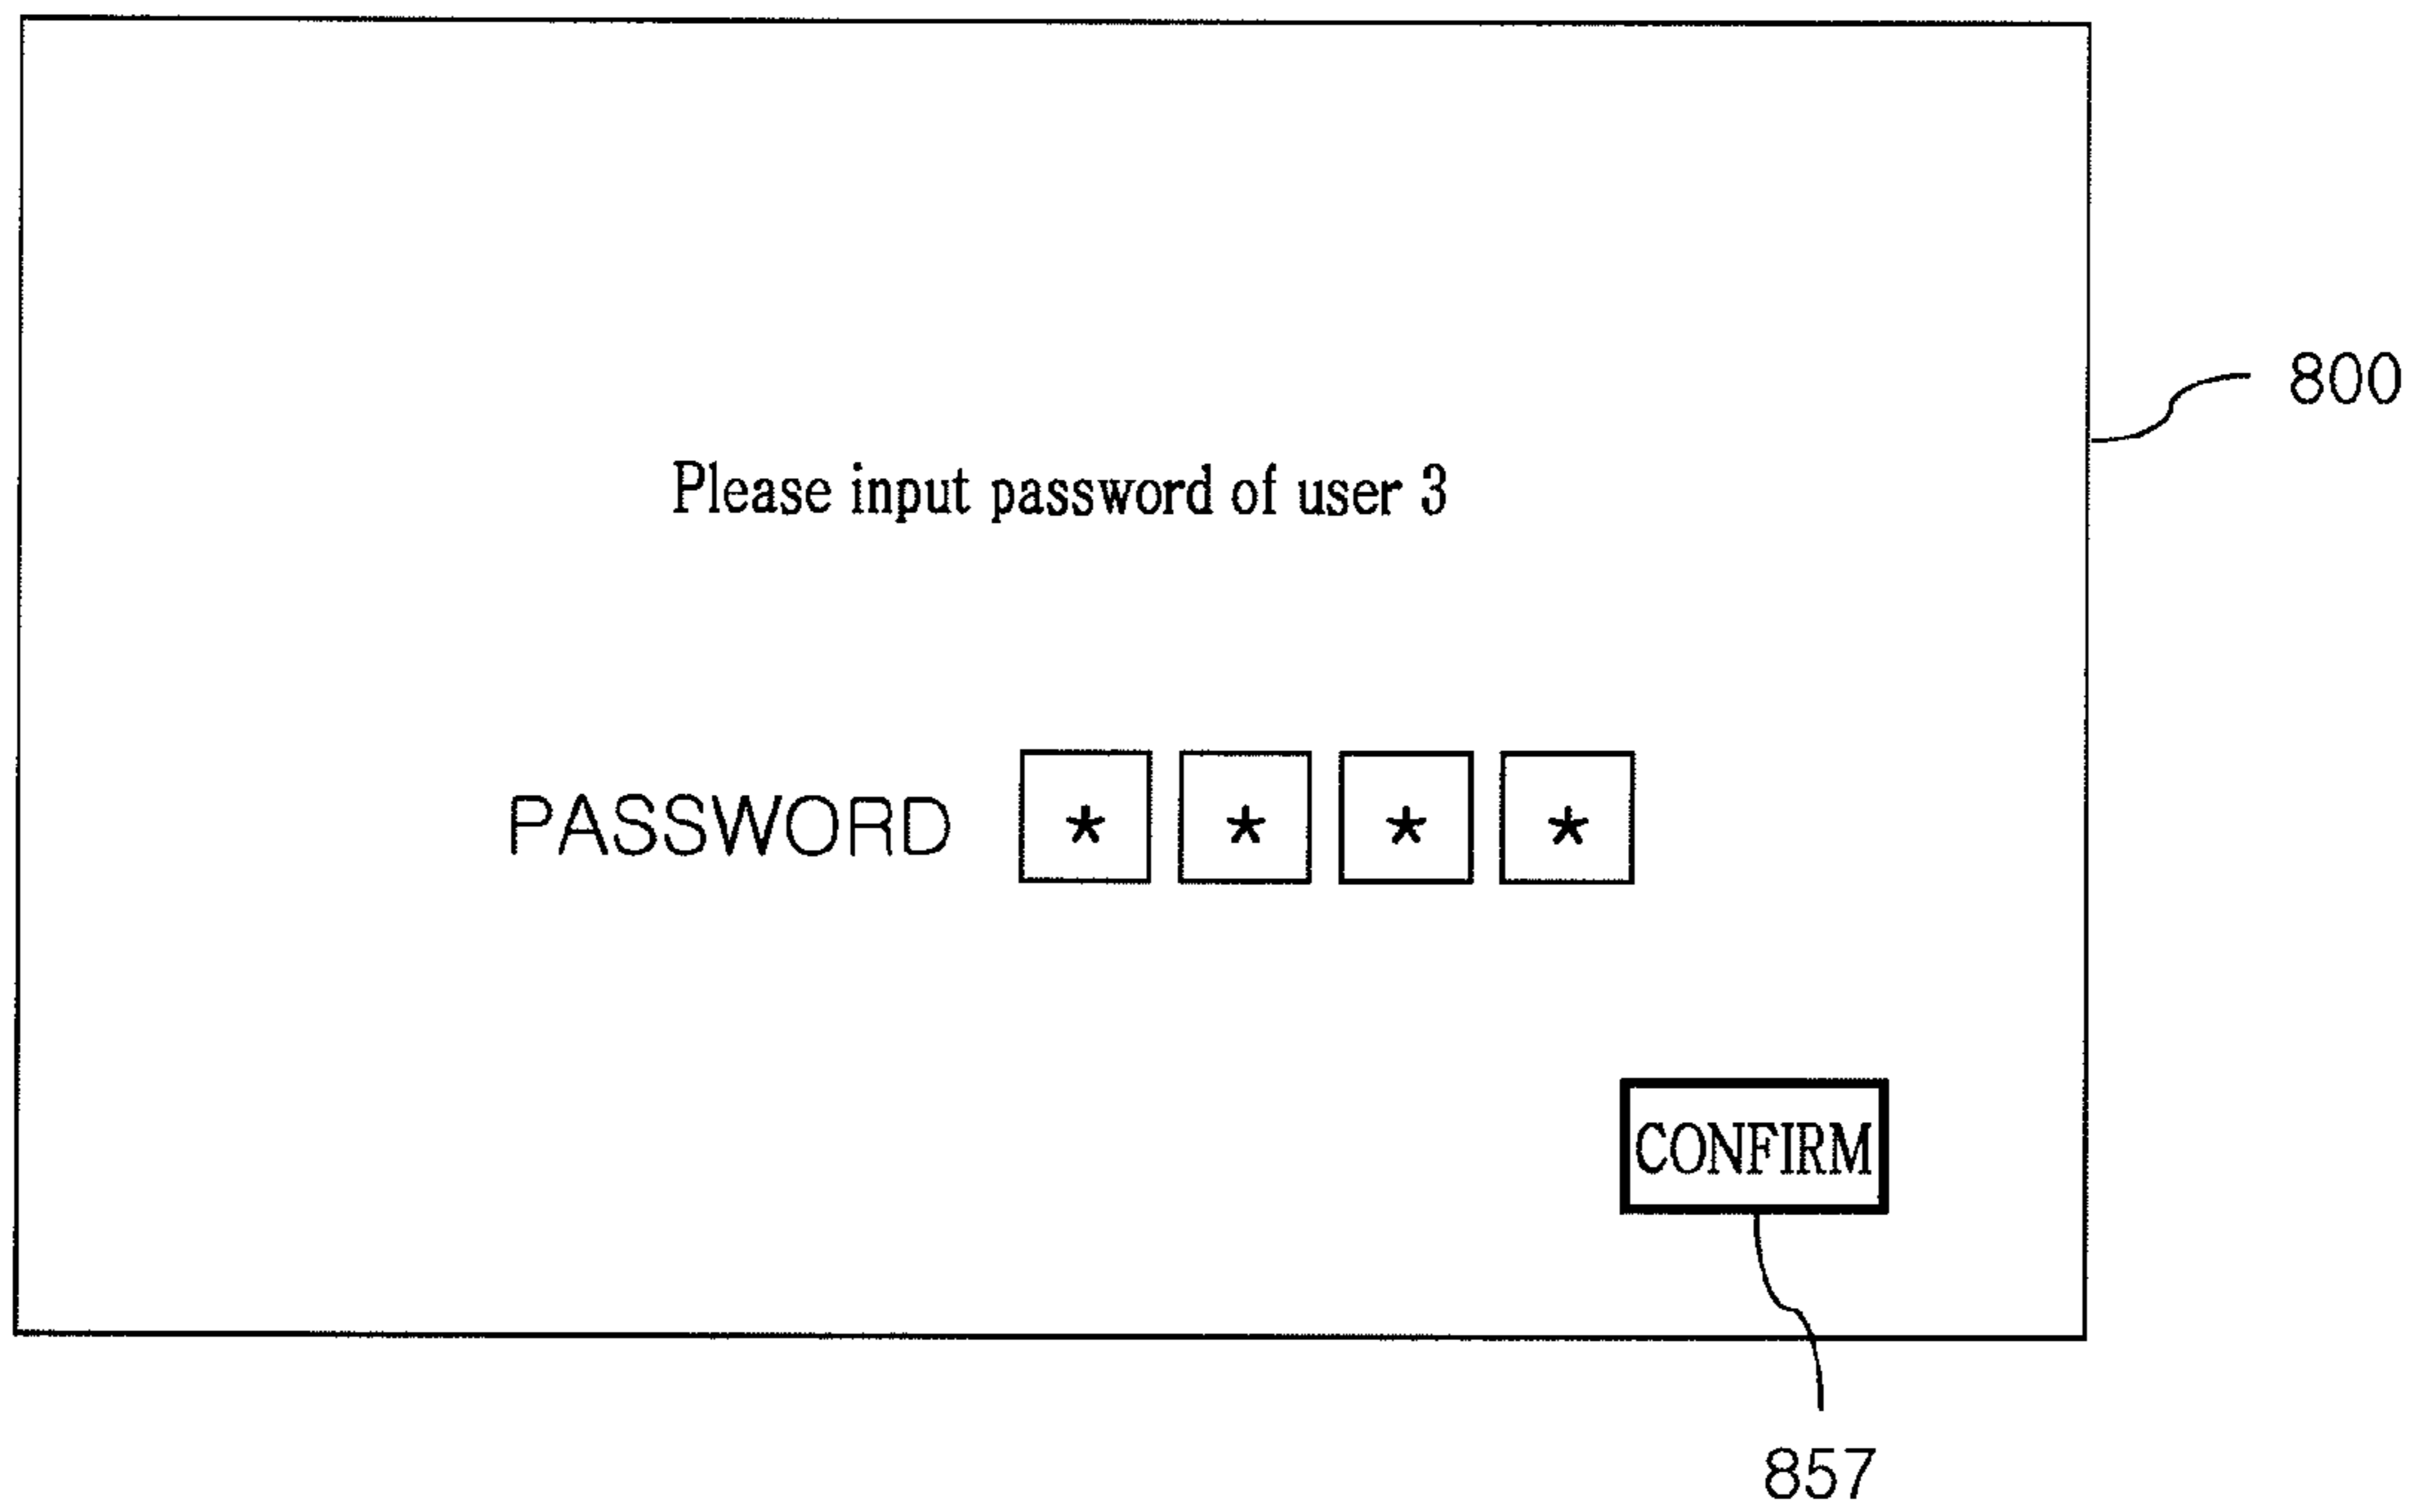 800
Please input password of user 3
PASSWORD * * * *
CONFIRM
857